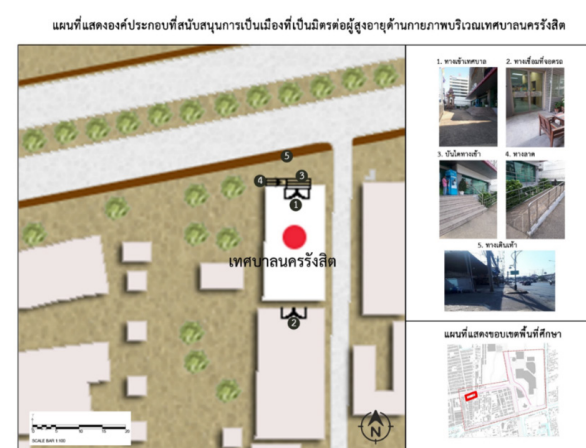 แผนที่แสดงองค์ประกอบที่สนับสนุนการเป็นเมืองที่เป็นมิตรต่อผู้สูงอายุด้านกายภาพบริเวณเทศบาลนครรังสิต
1. ทางเข้าเทศบาล
2. ทางเชื่อมที่จอดรถ
3. บันไดทางเข้า
4. ทางลาด
5. ทางเดินเท้า
5
4
3
1
เทศบาลนครรังสิต
2
แผนที่แสดงขอบเขตพื้นที่ศึกษา
N
SCALE BAR